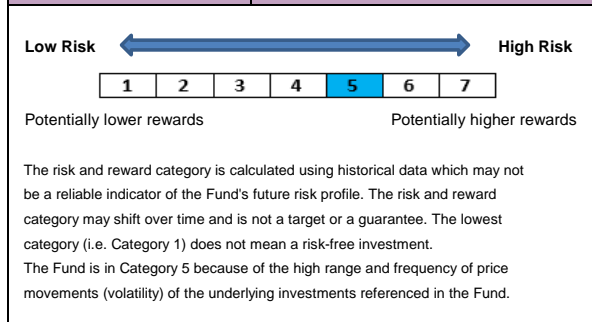 Low Risk High Risk
1 2 3 4 5 6 7
Potentially lower rewards Potentially higher rewards
The risk and reward category is calculated using historical data which may not
be a reliable indicator of the Fund's future risk profile. The risk and reward
category may shift over time and is not a target or a guarantee. The lowest
category (i.e. Category 1) does not mean a risk-free investment.
The Fund is in Category 5 because of the high range and frequency of price
movements (volatility) of the underlying investments referenced in the Fund.